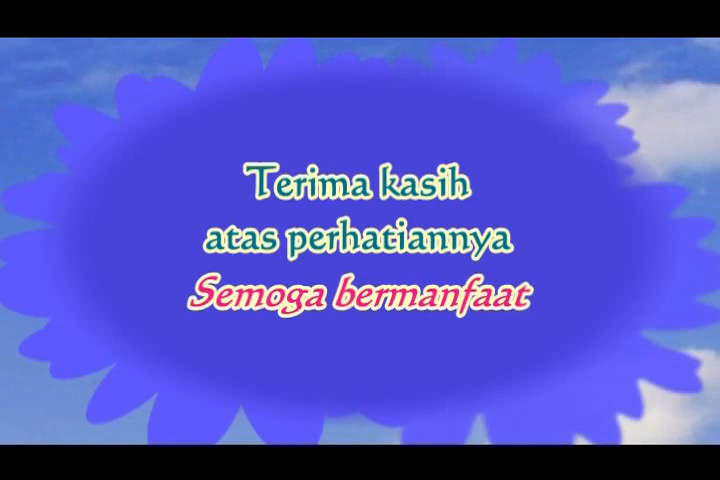 Terima kasih
atas perhatiannya
Semoga bermanfaat